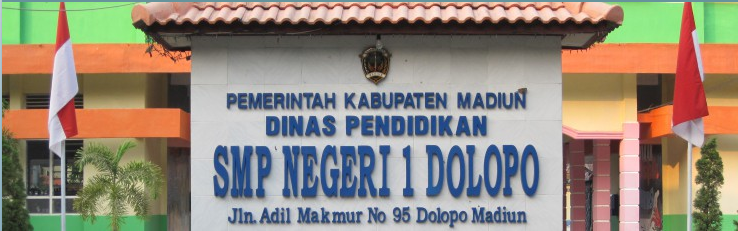 PEMERINTAH KABUPATEN MADIUN
DINAS PENDIDIKAN
SMP NEGERI 1 DOLOPO
Jln. Adil Makmur No 95 Dolopo Madiun